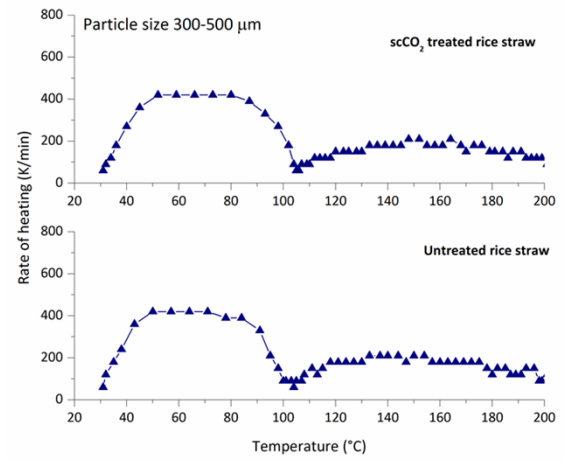 Particle size 300-500 µm
scCO₂ treated rice straw
800
600
400
200
0
20 40 60 80 100 120 140 160 180 200
Rate of heating (K/min)
Untreated rice straw
800
600
400
200
0
20 40 60 80 100 120 140 160 180 200
Temperature (°C)